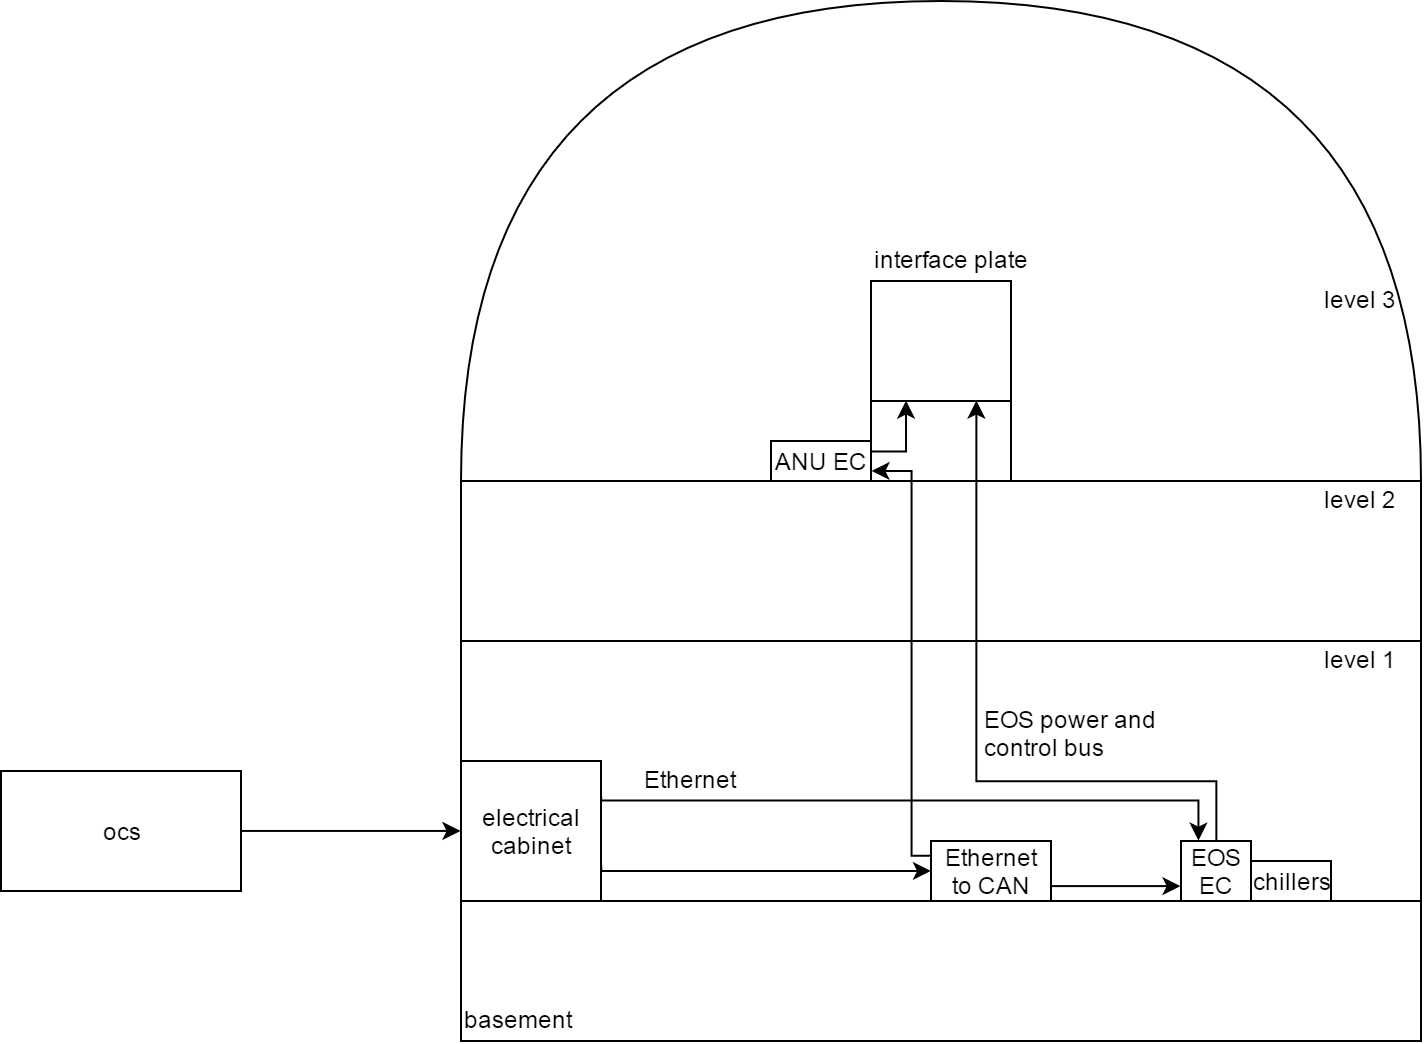 interface plate
level 3
ANU EC
level 2
level 1
EOS power and
control bus
Ethernet
ocs
electrical
cabinet
Ethernet
to CAN
EOS
EC
chillers
basement